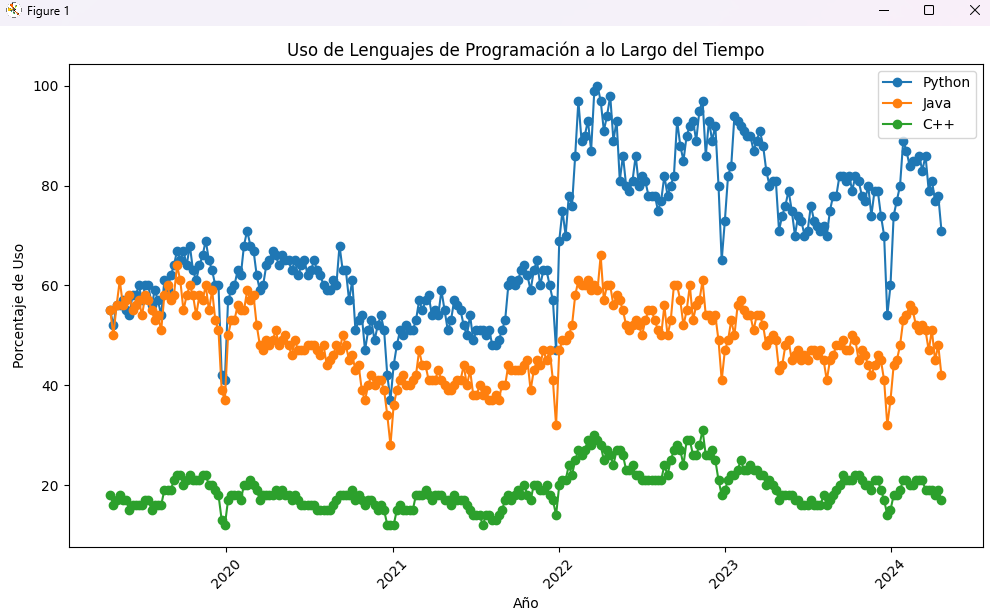 Figure 1
Uso de Lenguajes de Programación a lo Largo del Tiempo
Python
Java
C++
100
80
60
40
20
Porcentaje de Uso
2020
2021
2022
2023
2024
Año